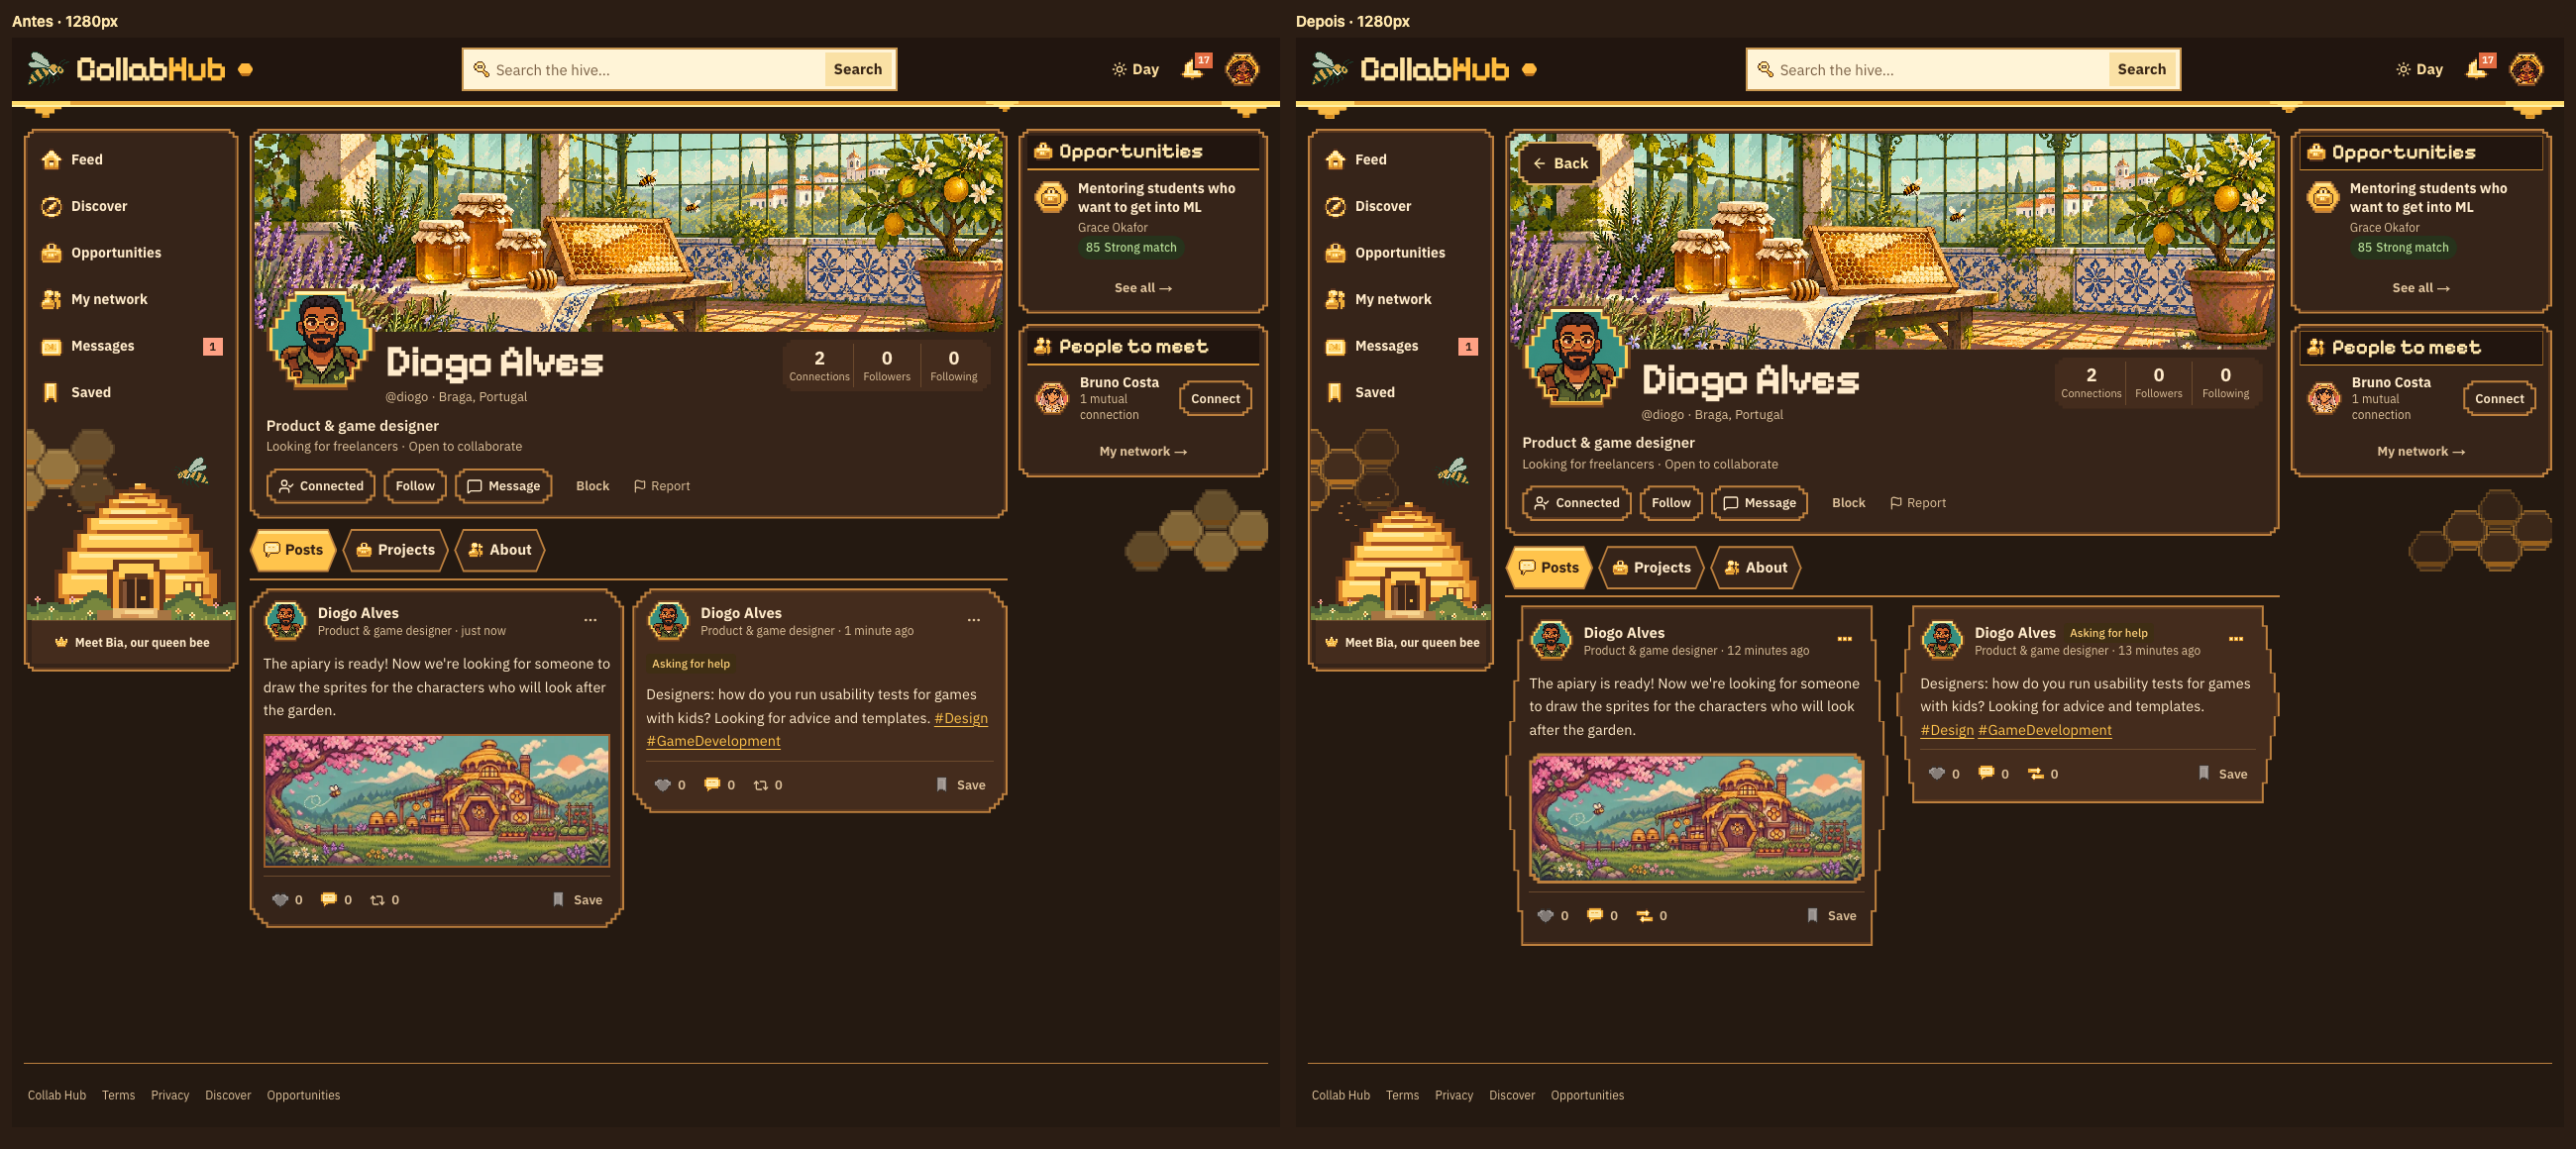 Antes · 1280px
CollabHub
Search the hive...
Search
Day
17
Feed
Discover
Opportunities
My network
Messages
1
Saved
Meet Bia, our queen bee
Diogo Alves
@diogo · Braga, Portugal
2
Connections
0
Followers
0
Following
Product & game designer
Looking for freelancers · Open to collaborate
Connected
Follow
Message
Block
Report
Posts
Projects
About
Diogo Alves
Product & game designer · just now
...
The apiary is ready! Now we're looking for someone to
draw the sprites for the characters who will look after
the garden.
0
0
0
Save
Diogo Alves
Product & game designer · 1 minute ago
...
Asking for help
Designers: how do you run usability tests for games
with kids? Looking for advice and templates. #Design
#GameDevelopment
0
0
0
Save
Opportunities
Mentoring students who
want to get into ML
Grace Okafor
85 Strong match
See all →
People to meet
Bruno Costa
1 mutual
connection
Connect
My network →
Collab Hub
Terms
Privacy
Discover
Opportunities
Depois · 1280px
CollabHub
Search the hive...
Search
Day
17
Feed
Discover
Opportunities
My network
Messages
1
Saved
Meet Bia, our queen bee
← Back
Diogo Alves
@diogo · Braga, Portugal
2
Connections
0
Followers
0
Following
Product & game designer
Looking for freelancers · Open to collaborate
Connected
Follow
Message
Block
Report
Posts
Projects
About
Diogo Alves
Product & game designer · 12 minutes ago
...
The apiary is ready! Now we're looking for someone
to draw the sprites for the characters who will look
after the garden.
0
0
0
Save
Diogo Alves
Asking for help
Product & game designer · 13 minutes ago
...
Designers: how do you run usability tests for games
with kids? Looking for advice and templates.
#Design #GameDevelopment
0
0
0
Save
Opportunities
Mentoring students who
want to get into ML
Grace Okafor
85 Strong match
See all →
People to meet
Bruno Costa
1 mutual
connection
Connect
My network →
Collab Hub
Terms
Privacy
Discover
Opportunities